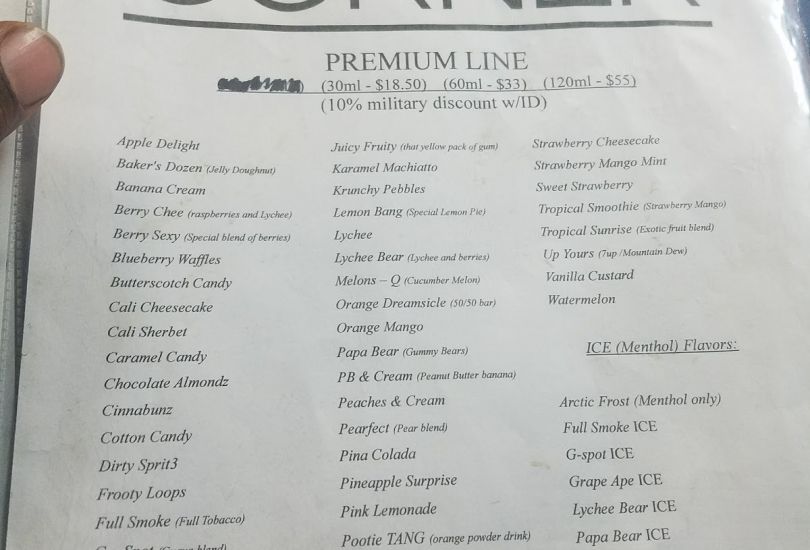 CORNER
PREMIUM LINE
(30ml - $18.50) (60ml - $33) (120ml - $55)
(10% military discount w/ID)
Apple Delight
Baker's Dozen (Jelly Doughnut)
Banana Cream
Berry Chee (raspberries and Lychee)
Berry Sexy (Special blend of berries)
Blueberry Waffles
Butterscotch Candy
Cali Cheesecake
Cali Sherbet
Caramel Candy
Chocolate Almondz
Cinnabunz
Cotton Candy
Dirty Sprit3
Frooty Loops
Full Smoke (Full Tobacco)
Juicy Fruity (that yellow pack of gum)
Karamel Machiatto
Krunchy Pebbles
Lemon Bang (Special Lemon Pie)
Lychee
Lychee Bear (Lychee and berries)
Melons – Q (Cucumber Melon)
Orange Dreamsicle (50/50 bar)
Orange Mango
Papa Bear (Gummy Bears)
PB & Cream (Peanut Butter banana)
Peaches & Cream
Pearfect (Pear blend)
Pina Colada
Pineapple Surprise
Pink Lemonade
Pootie TANG (orange powder drink)
Strawberry Cheesecake
Strawberry Mango Mint
Sweet Strawberry
Tropical Smoothie (Strawberry Mango)
Tropical Sunrise (Exotic fruit blend)
Up Yours (7up /Mountain Dew)
Vanilla Custard
Watermelon
ICE (Menthol) Flavors:
Arctic Frost (Menthol only)
Full Smoke ICE
G-spot ICE
Grape Ape ICE
Lychee Bear ICE
Papa Bear ICE